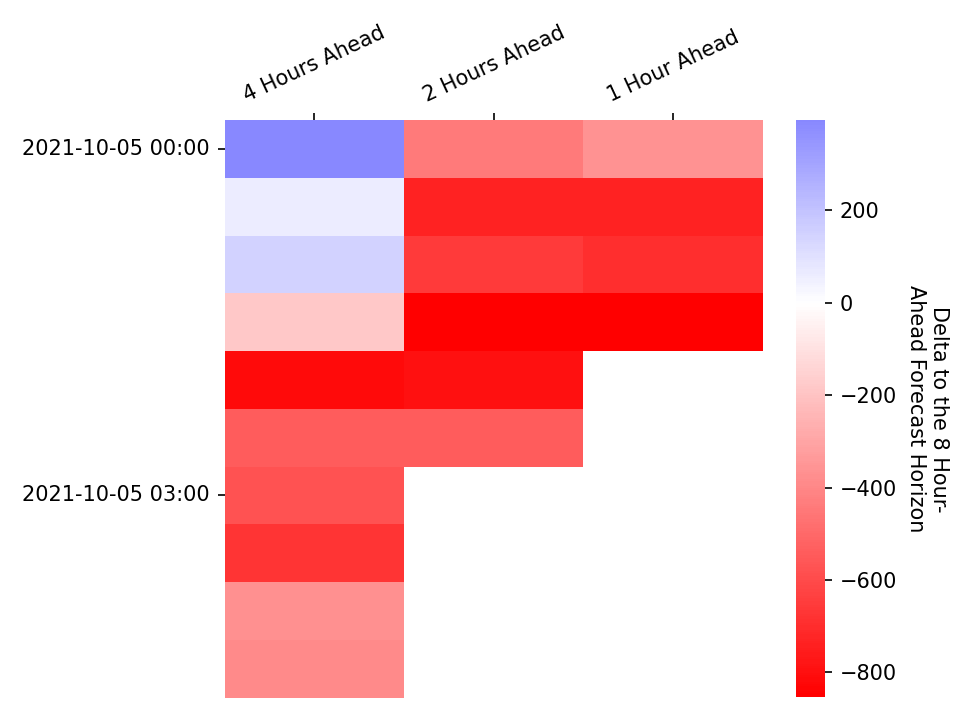 4 Hours Ahead
2 Hours Ahead
1 Hour Ahead
2021-10-05 00:00
2021-10-05 03:00
200
0
−200
−400
−600
−800
Delta to the 8 Hour-
Ahead Forecast Horizon